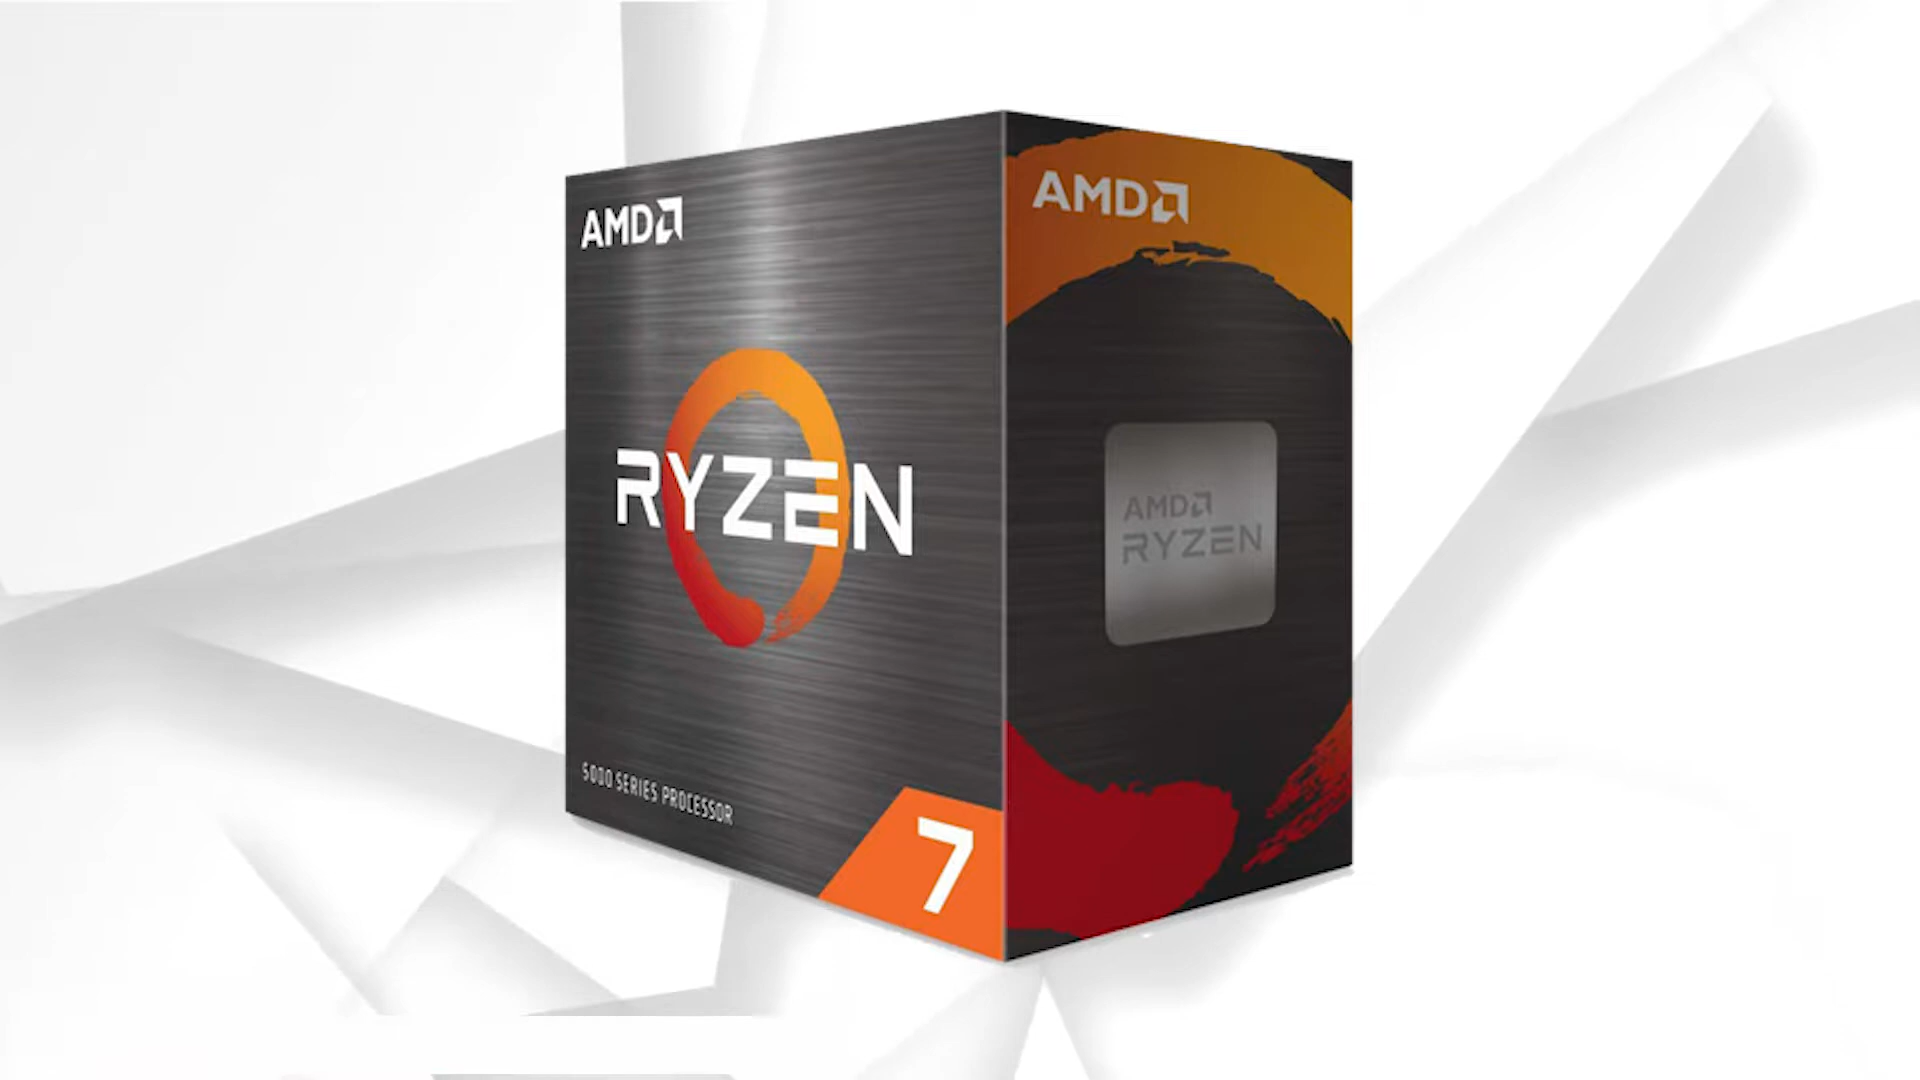 AMD
RYZEN
5000 SERIES PROCESSOR
7
AMD
AMD
RYZEN